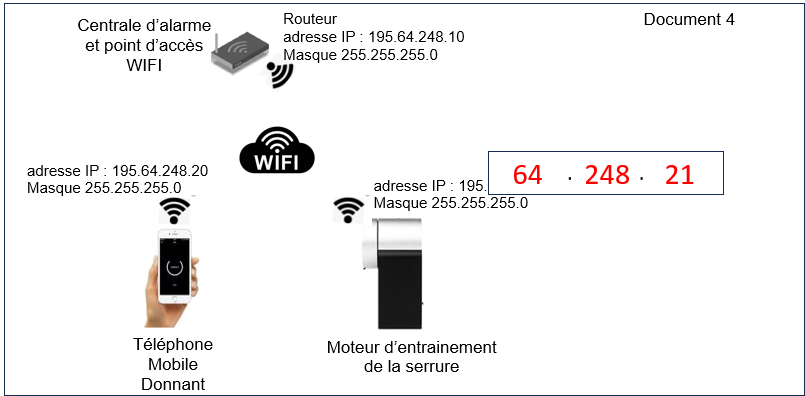 Centrale d’alarme
et point d’accès
WIFI
Routeur
adresse IP : 195.64.248.10
Masque 255.255.255.0
Document 4
WiFi
adresse IP : 195.64.248.20
Masque 255.255.255.0
adresse IP : 195. 64 . 248 . 21
Masque 255.255.255.0
Téléphone
Mobile
Donnant
Moteur d’entrainement
de la serrure